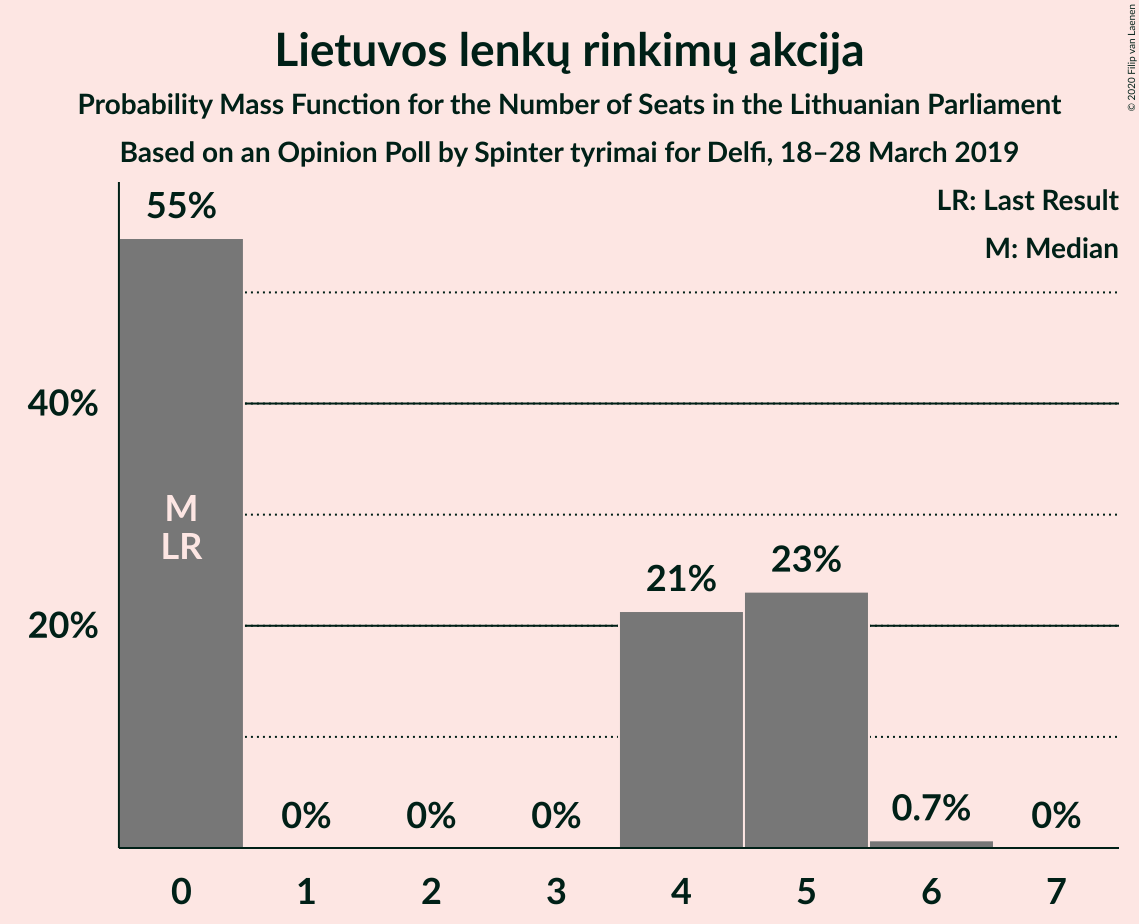 Lietuvos lenkų rinkimų akcija
Probability Mass Function for the Number of Seats in the Lithuanian Parliament
Based on an Opinion Poll by Spinter tyrimai for Delfi, 18–28 March 2019
© 2020 Filip van Laenen
LR: Last Result
M: Median
55%
40%
M
LR
23%
21%
20%
0%
0%
0%
0.7%
0%
0
1
2
3
4
5
6
7